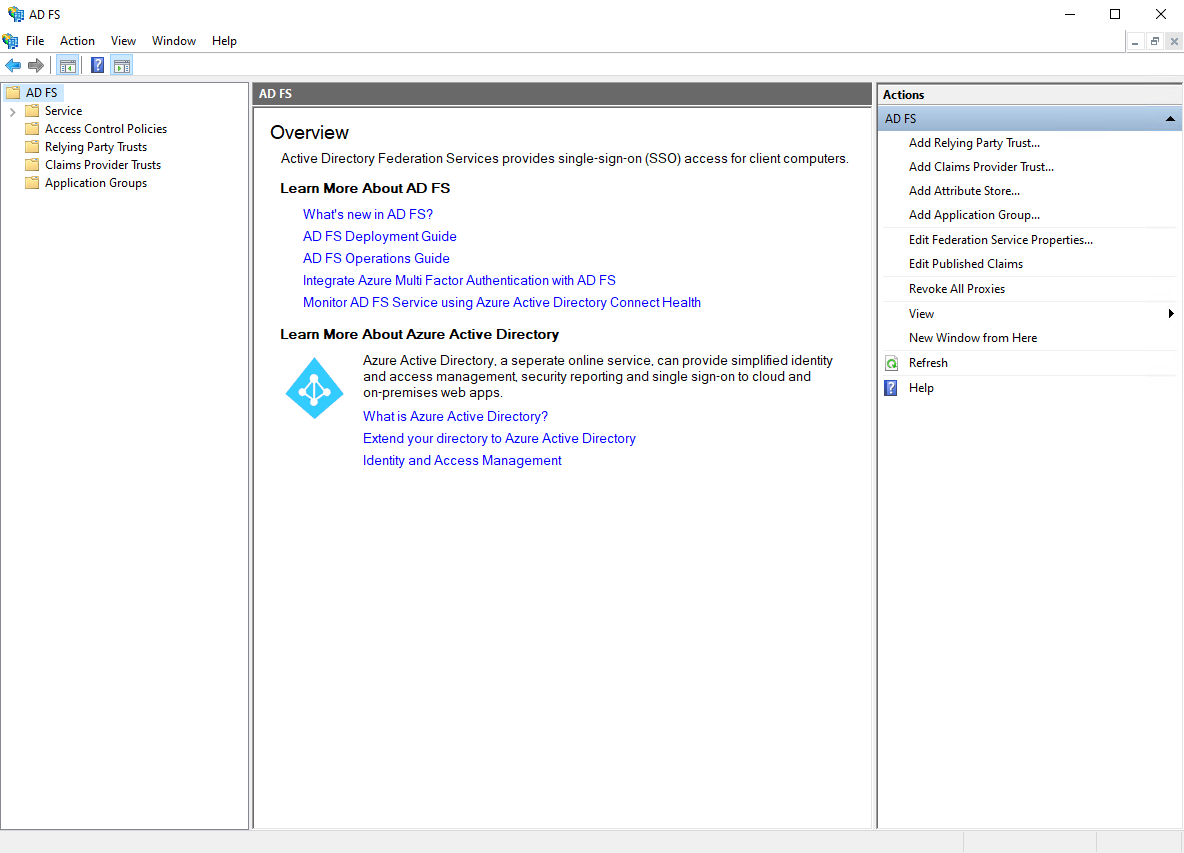 AD FS
File Action View Window Help
AD FS
Service
Access Control Policies
Relying Party Trusts
Claims Provider Trusts
Application Groups
AD FS
Overview
Active Directory Federation Services provides single-sign-on (SSO) access for client computers.
Learn More About AD FS
What's new in AD FS?
AD FS Deployment Guide
AD FS Operations Guide
Integrate Azure Multi Factor Authentication with AD FS
Monitor AD FS Service using Azure Active Directory Connect Health
Learn More About Azure Active Directory
Azure Active Directory, a seperate online service, can provide simplified identity
and access management, security reporting and single sign-on to cloud and
on-premises web apps.
What is Azure Active Directory?
Extend your directory to Azure Active Directory
Identity and Access Management
Actions
AD FS
Add Relying Party Trust...
Add Claims Provider Trust...
Add Attribute Store...
Add Application Group...
Edit Federation Service Properties...
Edit Published Claims
Revoke All Proxies
View
New Window from Here
Refresh
Help